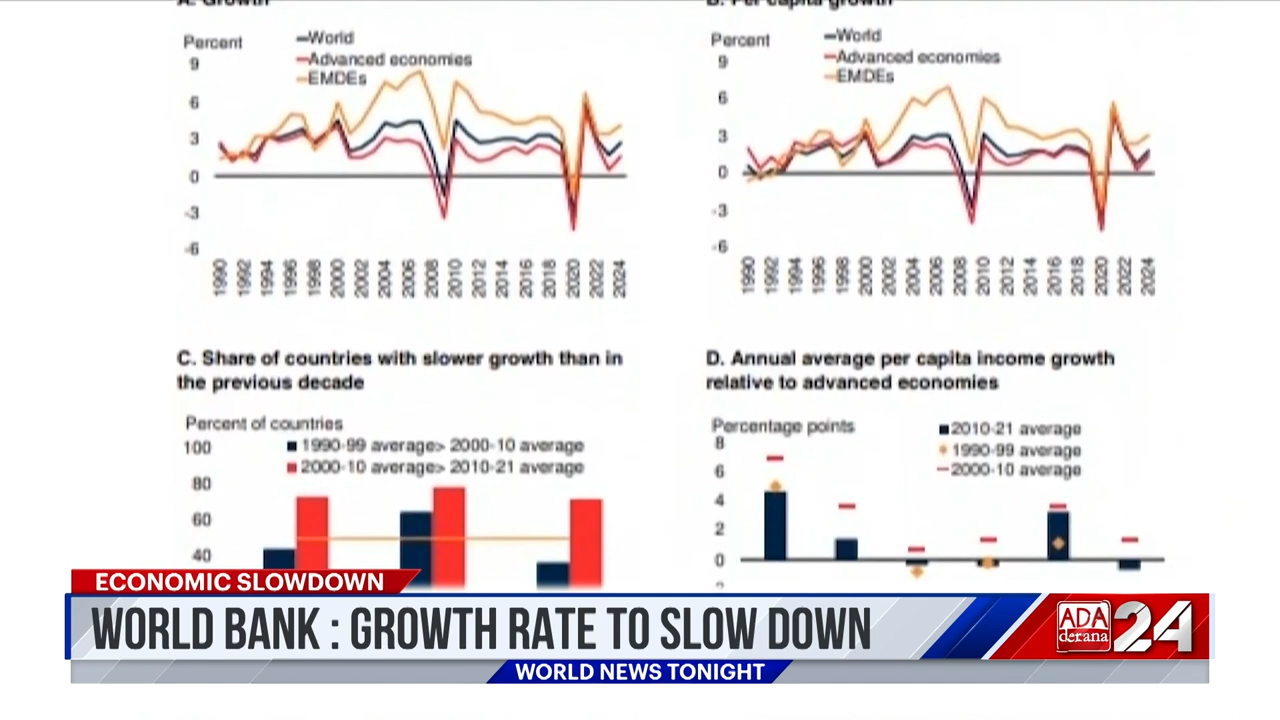 A. Growth
Percent
World
Advanced economies
EMDEs
9
6
3
0
-3
-6
1990 1992 1994 1996 1998 2000 2002 2004 2006 2008 2010 2012 2014 2016 2018 2020 2022 2024
B. Per capita growth
Percent
World
Advanced economies
EMDEs
9
6
3
0
-3
-6
1990 1992 1994 1996 1998 2000 2002 2004 2006 2008 2010 2012 2014 2016 2018 2020 2022 2024
C. Share of countries with slower growth than in
the previous decade
Percent of countries
1990-99 average> 2000-10 average
2000-10 average> 2010-21 average
100
80
60
40
D. Annual average per capita income growth
relative to advanced economies
Percentage points
2010-21 average
1990-99 average
2000-10 average
8
6
4
2
0
ECONOMIC SLOWDOWN
WORLD BANK : GROWTH RATE TO SLOW DOWN
ADA
derana
24
WORLD NEWS TONIGHT